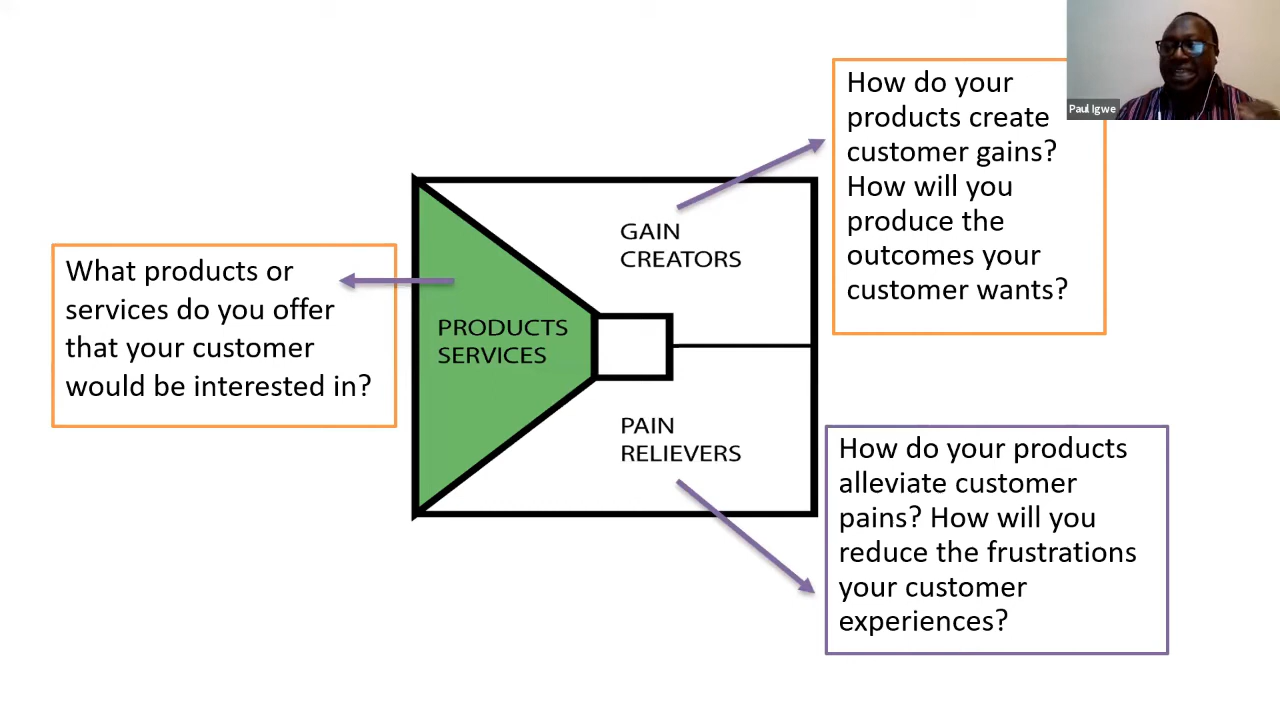 What products or
services do you offer
that your customer
would be interested in?
PRODUCTS
SERVICES
GAIN
CREATORS
PAIN
RELIEVERS
How do your
products create
customer gains?
How will you
produce the
outcomes your
customer wants?
How do your products
alleviate customer
pains? How will you
reduce the frustrations
your customer
experiences?
Paul Igwe